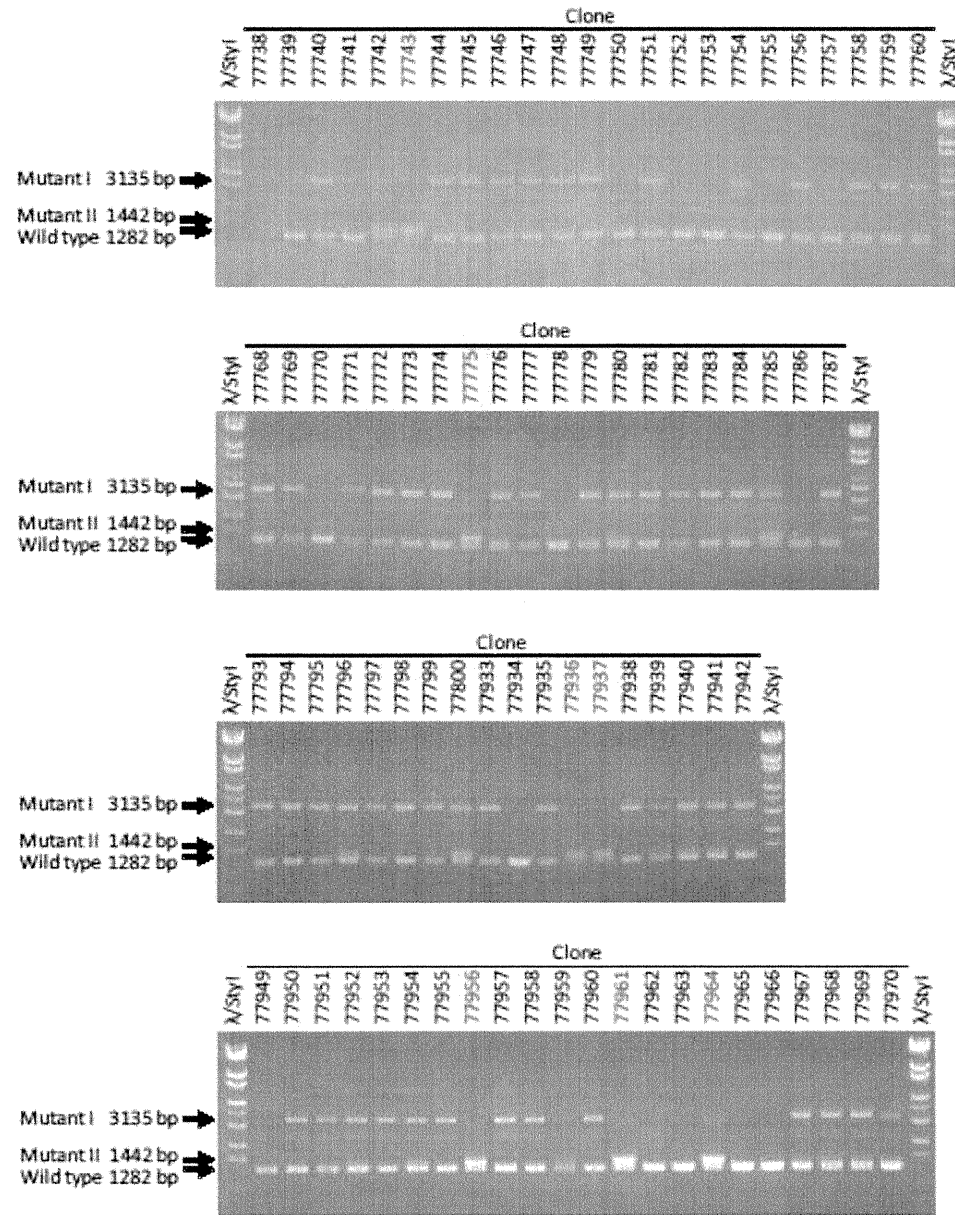 Clone
λ/StyI 77738 77739 77740 77741 77742 77743 77744 77745 77746 77747 77748 77749 77750 77751 77752 77753 77754 77755 77756 77757 77758 77759 77760 λ/StyI
Mutant I 3135 bp
Mutant II 1442 bp
Wild type 1282 bp
Clone
λ/StyI 77768 77769 77770 77771 77772 77773 77774 77775 77776 77777 77778 77779 77780 77781 77782 77783 77784 77785 77786 77787 λ/StyI
Mutant I 3135 bp
Mutant II 1442 bp
Wild type 1282 bp
Clone
λ/StyI 77793 77794 77795 77796 77797 77798 77799 77800 77933 77934 77935 77936 77937 77938 77939 77940 77941 77942 λ/StyI
Mutant I 3135 bp
Mutant II 1442 bp
Wild type 1282 bp
Clone
λ/StyI 77949 77950 77951 77952 77953 77954 77955 77956 77957 77958 77959 77960 77961 77962 77963 77964 77965 77966 77967 77968 77969 77970 λ/StyI
Mutant I 3135 bp
Mutant II 1442 bp
Wild type 1282 bp